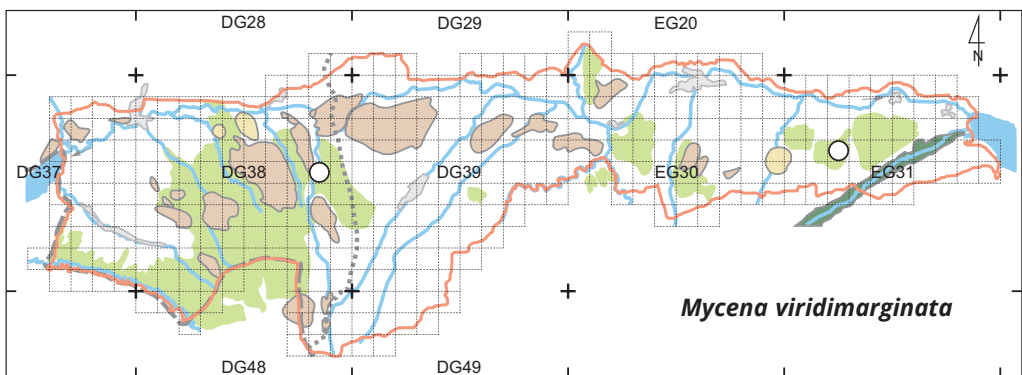 DG28 DG29 EG20
N
DG37 DG38 DG39 EG30 EG31
Mycena viridimarginata
DG48 DG49